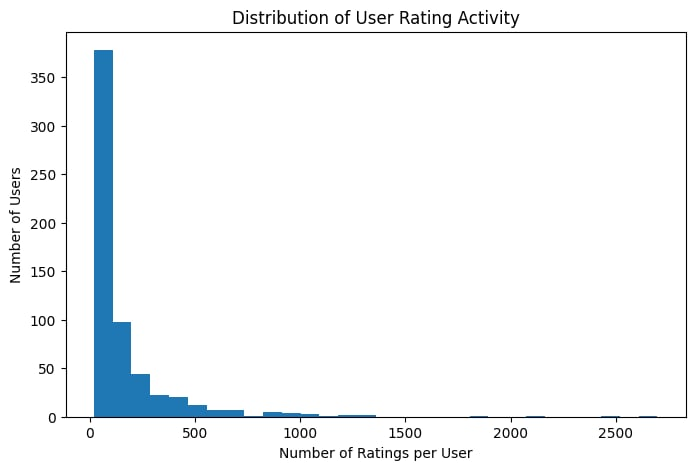 Distribution of User Rating Activity
350
300
250
200
150
100
50
0
Number of Users
0 500 1000 1500 2000 2500
Number of Ratings per User